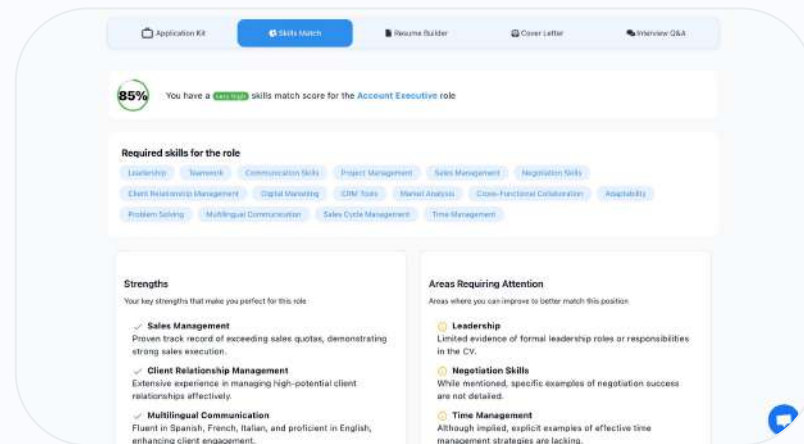 Application Kit
Skills Match
Resume Builder
Cover Letter
Interview Q&A
85%
You have a very high skills match score for the Account Executive role
Required skills for the role
Leadership Teamwork Communication Skills Project Management Sales Management Negotiation Skills
Client Relationship Management Digital Marketing CRM Tools Market Analysis Cross-Functional Collaboration Adaptability
Problem Solving Multilingual Communication Sales Cycle Management Time Management
Strengths
Your key strengths that make you perfect for this role
Sales Management
Proven track record of exceeding sales quotas, demonstrating
strong sales execution.
Client Relationship Management
Extensive experience in managing high-potential client
relationships effectively.
Multilingual Communication
Fluent in Spanish, French, Italian, and proficient in English,
enhancing client engagement.
Areas Requiring Attention
Areas where you can improve to better match this position
Leadership
Limited evidence of formal leadership roles or responsibilities
in the CV.
Negotiation Skills
While mentioned, specific examples of negotiation success
are not detailed.
Time Management
Although implied, explicit examples of effective time
management strategies are lacking.